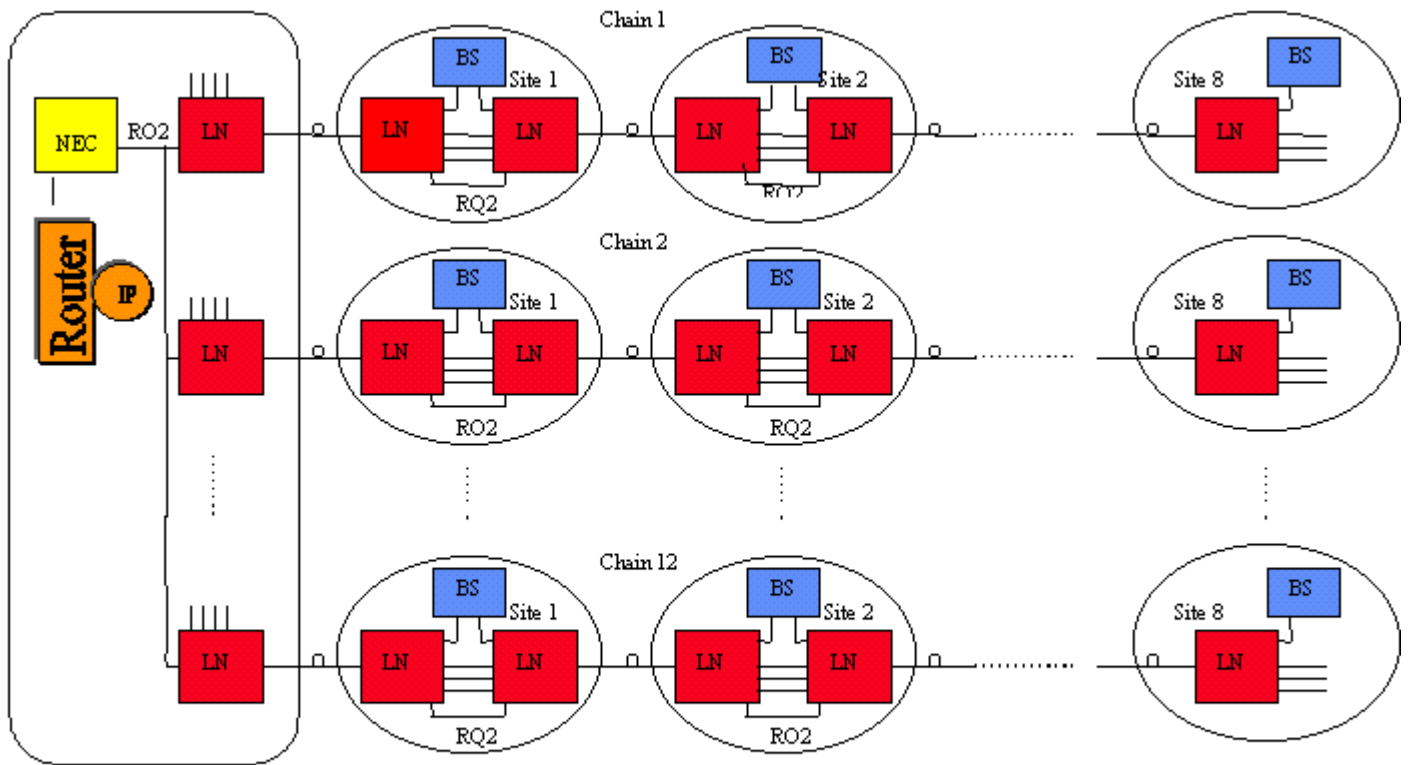 Chain 1
BS
Site 1
BS
Site 2
Site 8
BS
NEC
RO2
LN
LN
LN
LN
LN
LN
RQ2
Router
IP
Chain 2
BS
Site 1
BS
Site 2
Site 8
BS
LN
LN
LN
LN
LN
LN
RO2
RQ2
Chain 12
BS
Site 1
BS
Site 2
Site 8
BS
LN
LN
LN
LN
LN
LN
RQ2
RO2